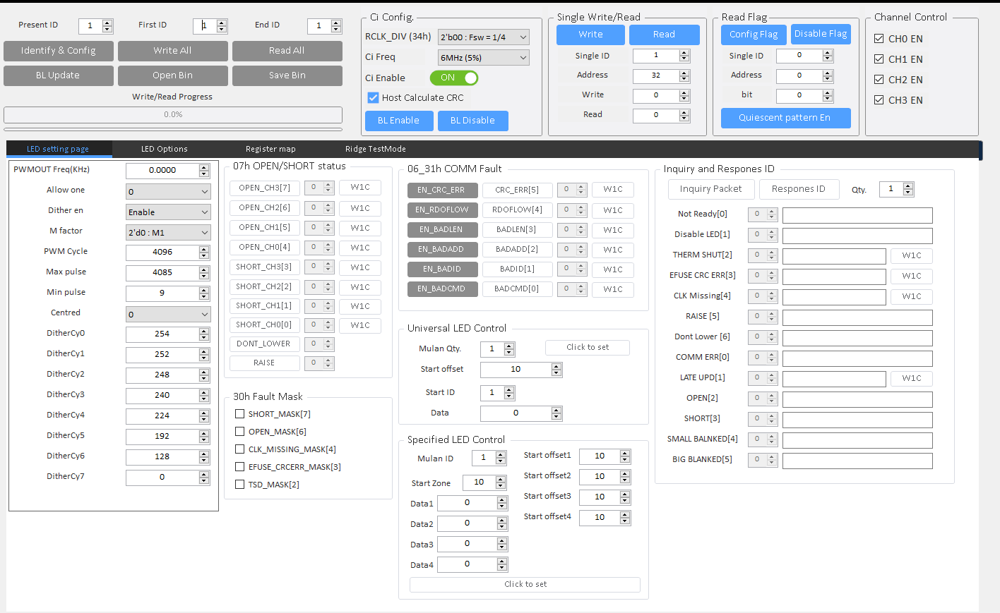 Present ID 1 First ID 1 End ID 1
Identify & Config Write All Read All
BL Update Open Bin Save Bin
Write/Read Progress
0.0%
Ci Config.
RCLK_DIV (34h) 2'b00 : Fsw = 1/4
Ci Freq 6MHz (5%)
Ci Enable ON
Host Calculate CRC
BL Enable BL Disable
Single Write/Read
Write Read
Single ID 1
Address 32
Write 0
Read 0
Read Flag
Config Flag Disable Flag
Single ID 0
Address 0
bit 0
Quiescent pattern En
Channel Control
CH0 EN
CH1 EN
CH2 EN
CH3 EN
LED setting page LED Options Register map Ridge TestMode
PWMOUT Freq(KHz) 0.0000
Allow one 0
Dither en Enable
M factor 2'd0 : M1
PWM Cycle 4096
Max pulse 4085
Min pulse 9
Centred 0
DitherCy0 254
DitherCy1 252
DitherCy2 248
DitherCy3 240
DitherCy4 224
DitherCy5 192
DitherCy6 128
DitherCy7 0
07h OPEN/SHORT status
OPEN_CH3[7] 0 W1C
OPEN_CH2[6] 0 W1C
OPEN_CH1[5] 0 W1C
OPEN_CH0[4] 0 W1C
SHORT_CH3[3] 0 W1C
SHORT_CH2[2] 0 W1C
SHORT_CH1[1] 0 W1C
SHORT_CH0[0] 0 W1C
DONT_LOWER 0
RAISE 0
30h Fault Mask
SHORT_MASK[7]
OPEN_MASK[6]
CLK_MISSING_MASK[4]
EFUSE_CRCERR_MASK[3]
TSD_MASK[2]
06_31h COMM Fault
EN_CRC_ERR CRC_ERR[5] 0 W1C
EN_RDOFLOW RDOFLOW[4] 0 W1C
EN_BADLEN BADLEN[3] 0 W1C
EN_BADADD BADADD[2] 0 W1C
EN_BADID BADID[1] 0 W1C
EN_BADCMD BADCMD[0] 0 W1C
Universal LED Control
Mulan Qty. 1 Click to set
Start offset 10
Start ID 1
Data 0
Specified LED Control
Mulan ID 1 Start offset1 10
Start Zone 10 Start offset2 10
Data1 0 Start offset3 10
Data2 0 Start offset4 10
Data3 0
Data4 0
Click to set
Inquiry and Respones ID
Inquiry Packet Respones ID Qty. 1
Not Ready[0] 0
Disable LED[1] 0
THERM SHUT[2] 0 W1C
EFUSE CRC ERR[3] 0 W1C
CLK Missing[4] 0 W1C
RAISE [5] 0
Dont Lower [6] 0
COMM ERR[0] 0
LATE UPD[1] 0 W1C
OPEN[2] 0
SHORT[3] 0
SMALL BALNKED[4] 0
BIG BLANKED[5] 0